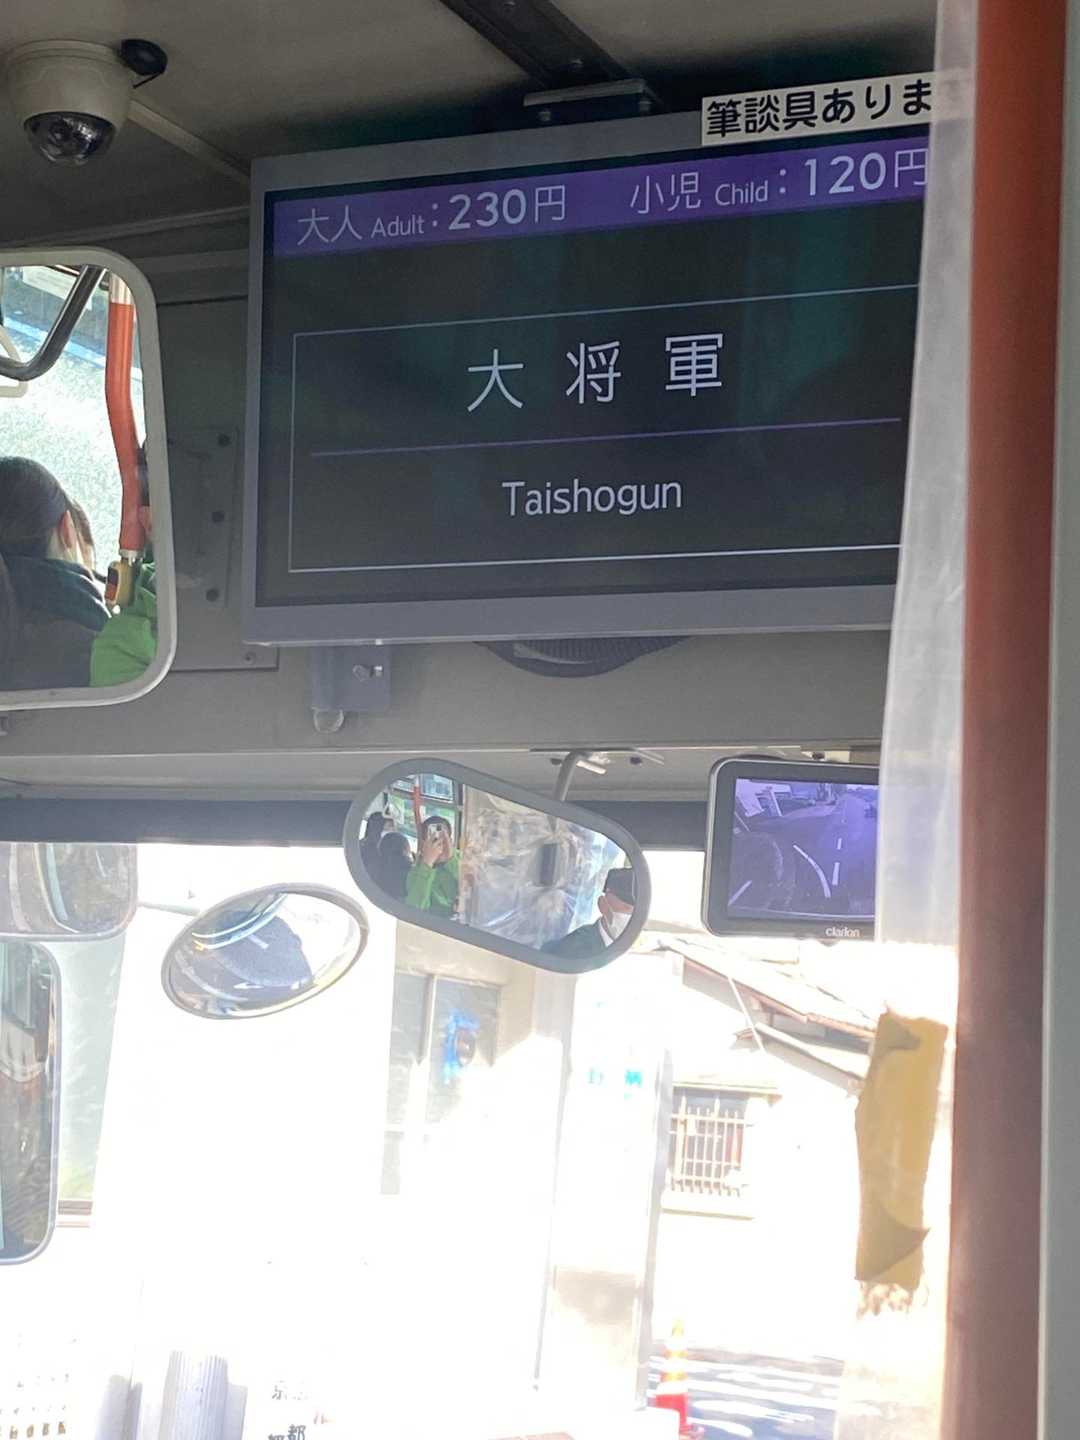 筆談具ありま
大人 Adult:230円 小児 Child:120円
大将軍
Taishogun
clarion